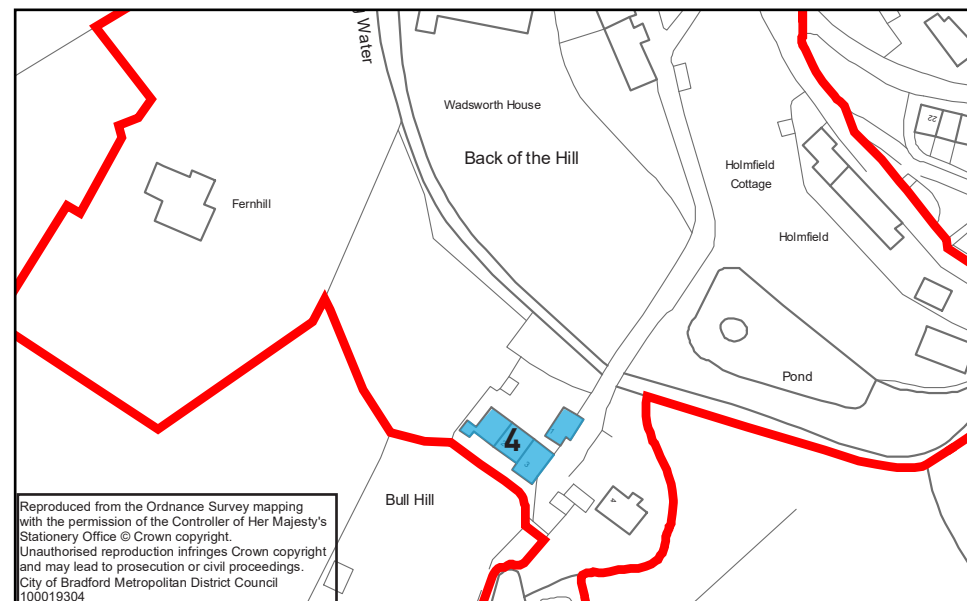 Water
Wadsworth House
Back of the Hill
Holmfield
Cottage
22
Fernhill
Holmfield
Pond
4
3
4
Bull Hill
Reproduced from the Ordnance Survey mapping
with the permission of the Controller of Her Majesty's
Stationery Office © Crown copyright.
Unauthorised reproduction infringes Crown copyright
and may lead to prosecution or civil proceedings.
City of Bradford Metropolitan District Council
100019304